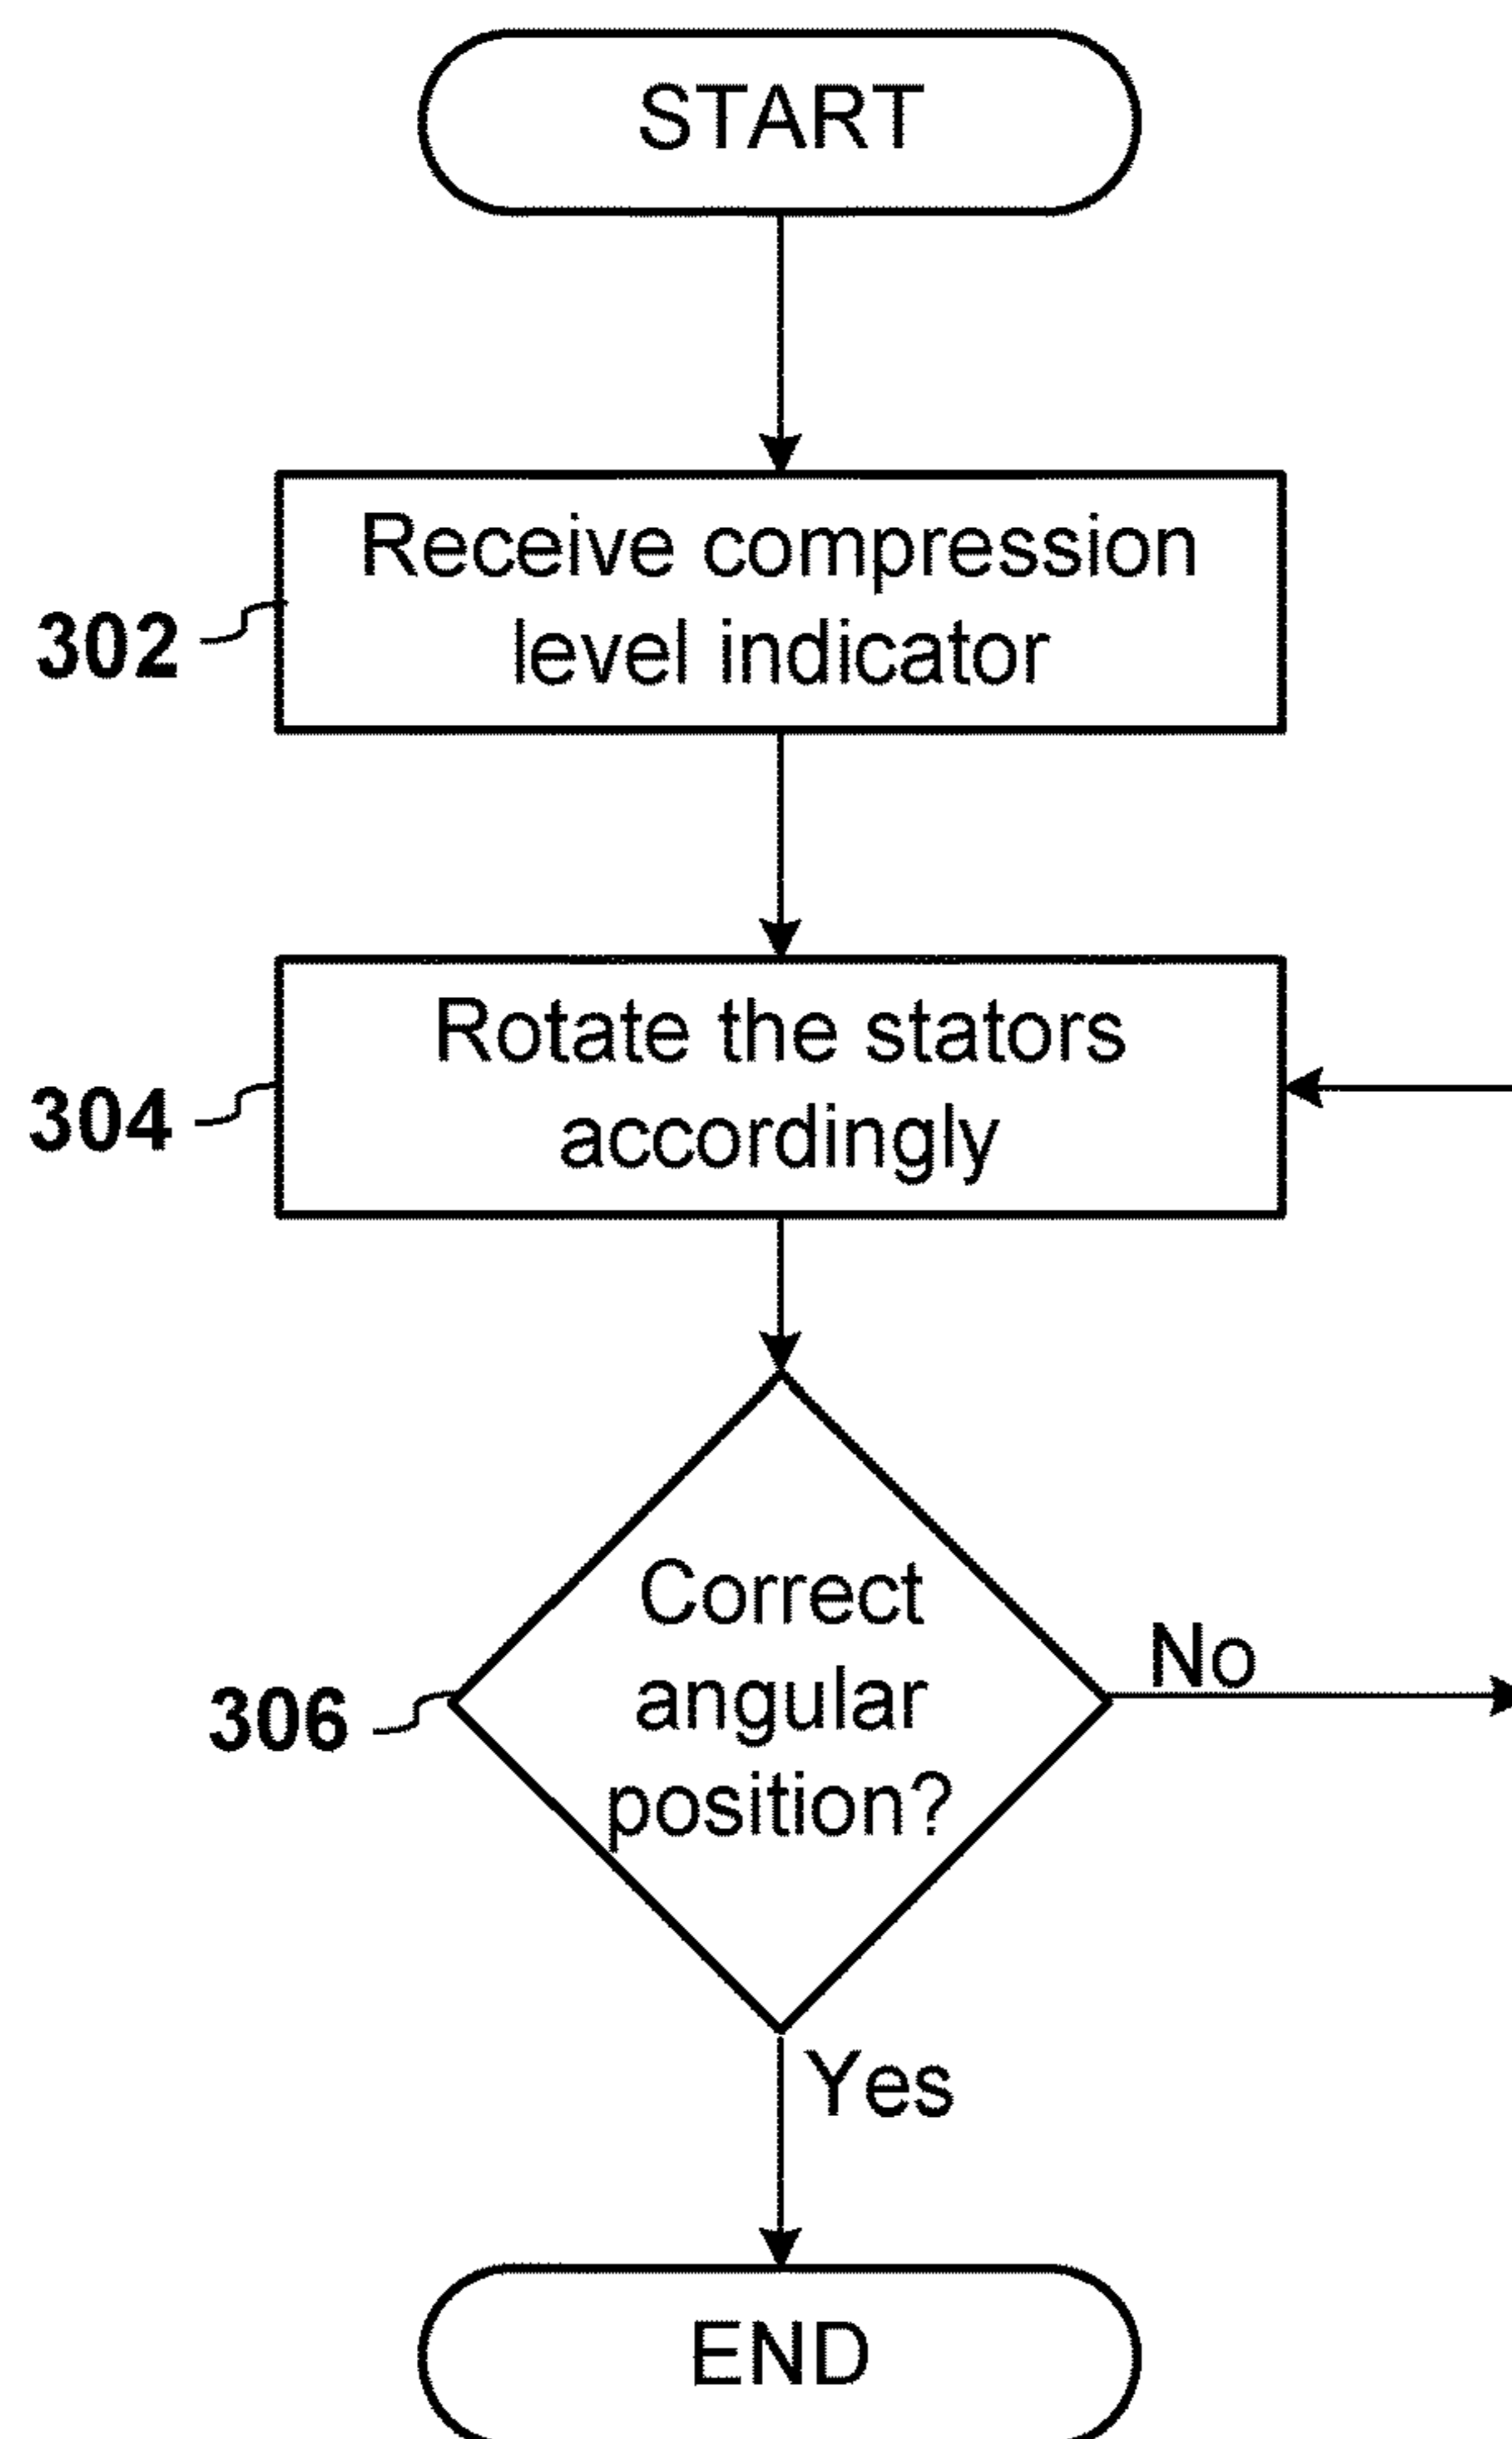 START
Receive compression
level indicator
302
Rotate the stators
accordingly
304
Correct
angular
position?
306
No
Yes
END